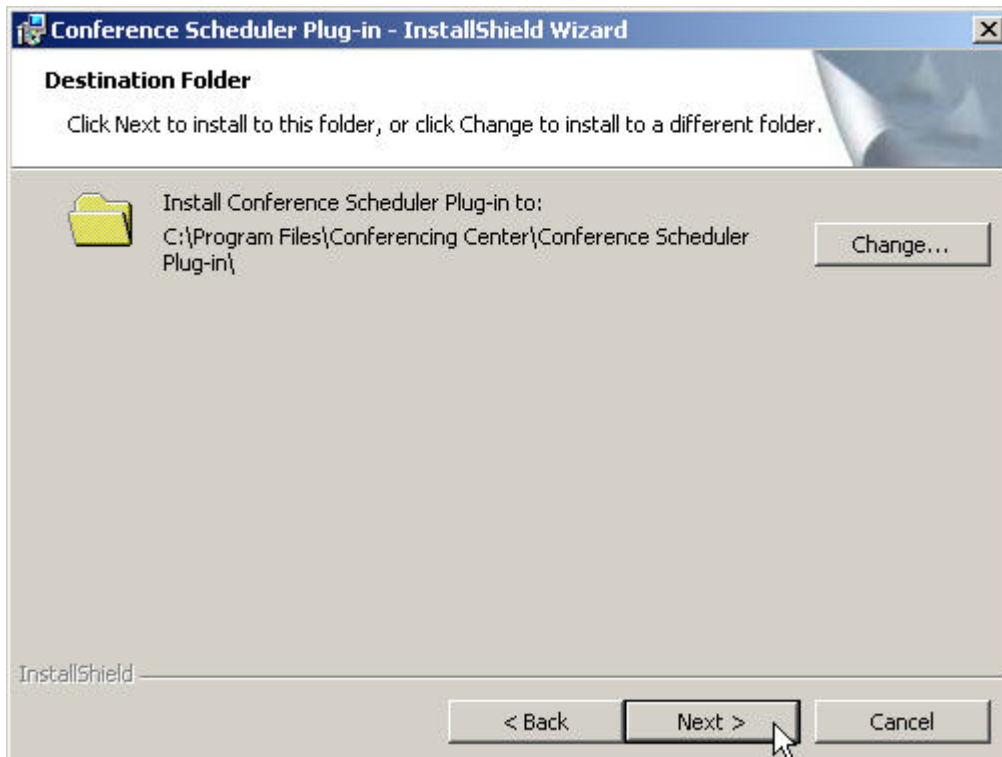 Conference Scheduler Plug-in - InstallShield Wizard
Destination Folder
Click Next to install to this folder, or click Change to install to a different folder.
Install Conference Scheduler Plug-in to:
C:\Program Files\Conferencing Center\Conference Scheduler
Plug-in\
Change...
InstallShield
< Back
Next >
Cancel